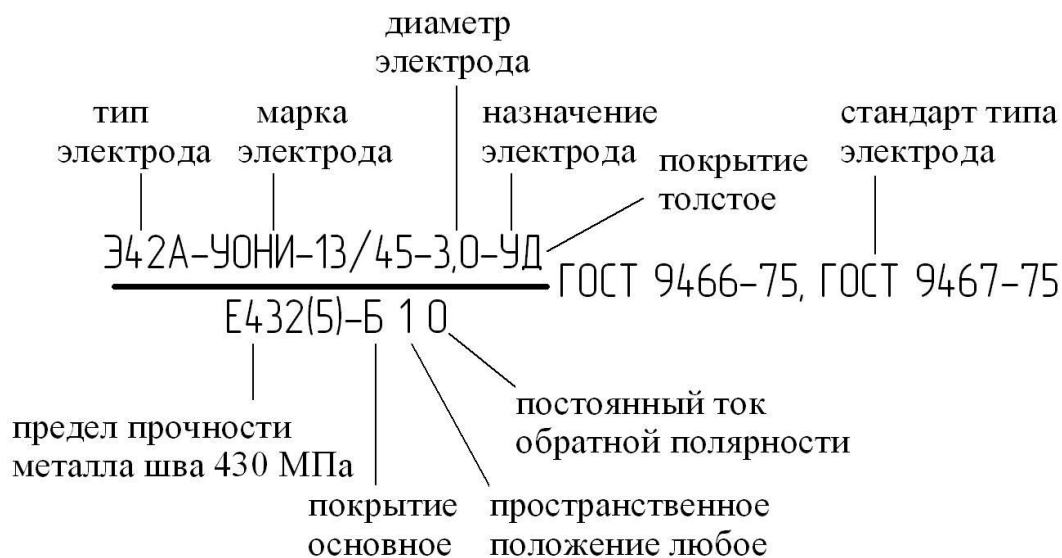 диаметр
электрода
тип
электрода
марка
электрода
назначение
электрода
стандарт типа
электрода
покрытие
толстое
Э42А-УОНИ-13/45-3,0-УД
ГОСТ 9466-75, ГОСТ 9467-75
Е432(5)-Б 1 0
предел прочности
металла шва 430 МПа
постоянный ток
обратной полярности
покрытие
основное
пространственное
положение любое